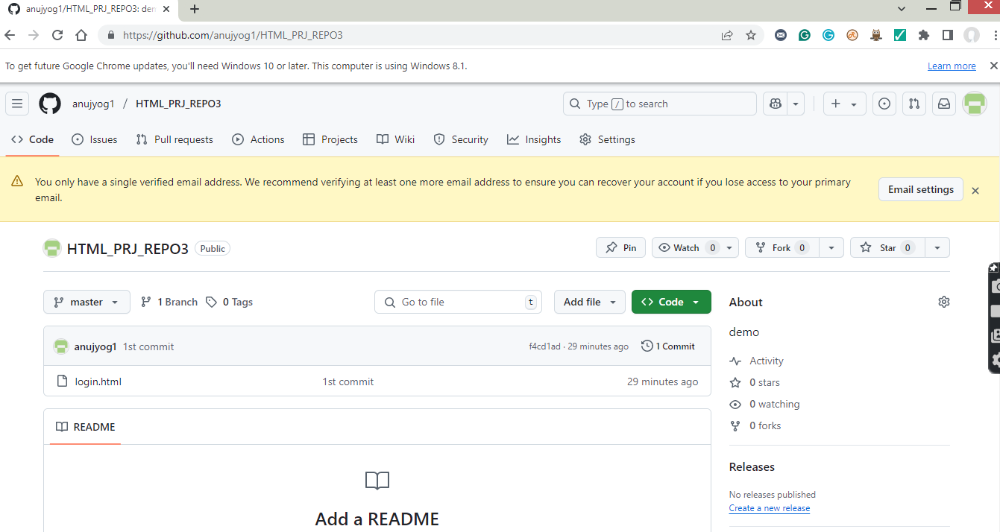 anujyog1/HTML_PRJ_REPO3: den
https://github.com/anujyog1/HTML_PRJ_REPO3
To get future Google Chrome updates, you'll need Windows 10 or later. This computer is using Windows 8.1. Learn more
anujyog1 / HTML_PRJ_REPO3 Type / to search
Code Issues Pull requests Actions Projects Wiki Security Insights Settings
You only have a single verified email address. We recommend verifying at least one more email address to ensure you can recover your account if you lose access to your primary
email.
Email settings
HTML_PRJ_REPO3 Public Pin Watch 0 Fork 0 Star 0
master 1 Branch 0 Tags Go to file t Add file Code
anujyog1 1st commit f4cd1ad · 29 minutes ago 1 Commit
login.html 1st commit 29 minutes ago
README
Add a README
About
demo
Activity
0 stars
0 watching
0 forks
Releases
No releases published
Create a new release